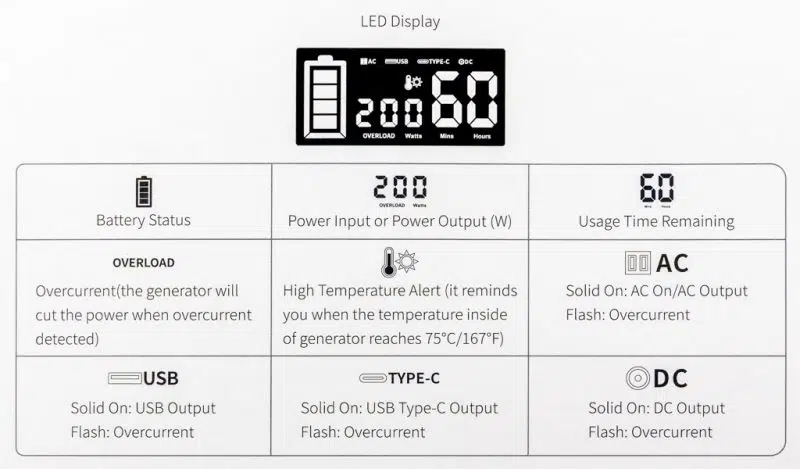 LED Display
AC USB TYPE-C DC
200 60
OVERLOAD Watts Mins Hours
200
OVERLOAD Watts
60
Mins Hours
Battery Status
Power Input or Power Output (W)
Usage Time Remaining
OVERLOAD
Overcurrent(the generator will
cut the power when overcurrent
detected)
High Temperature Alert (it reminds
you when the temperature inside
of generator reaches 75°C/167°F)
AC
Solid On: AC On/AC Output
Flash: Overcurrent
USB
Solid On: USB Output
Flash: Overcurrent
TYPE-C
Solid On: USB Type-C Output
Flash: Overcurrent
DC
Solid On: DC Output
Flash: Overcurrent